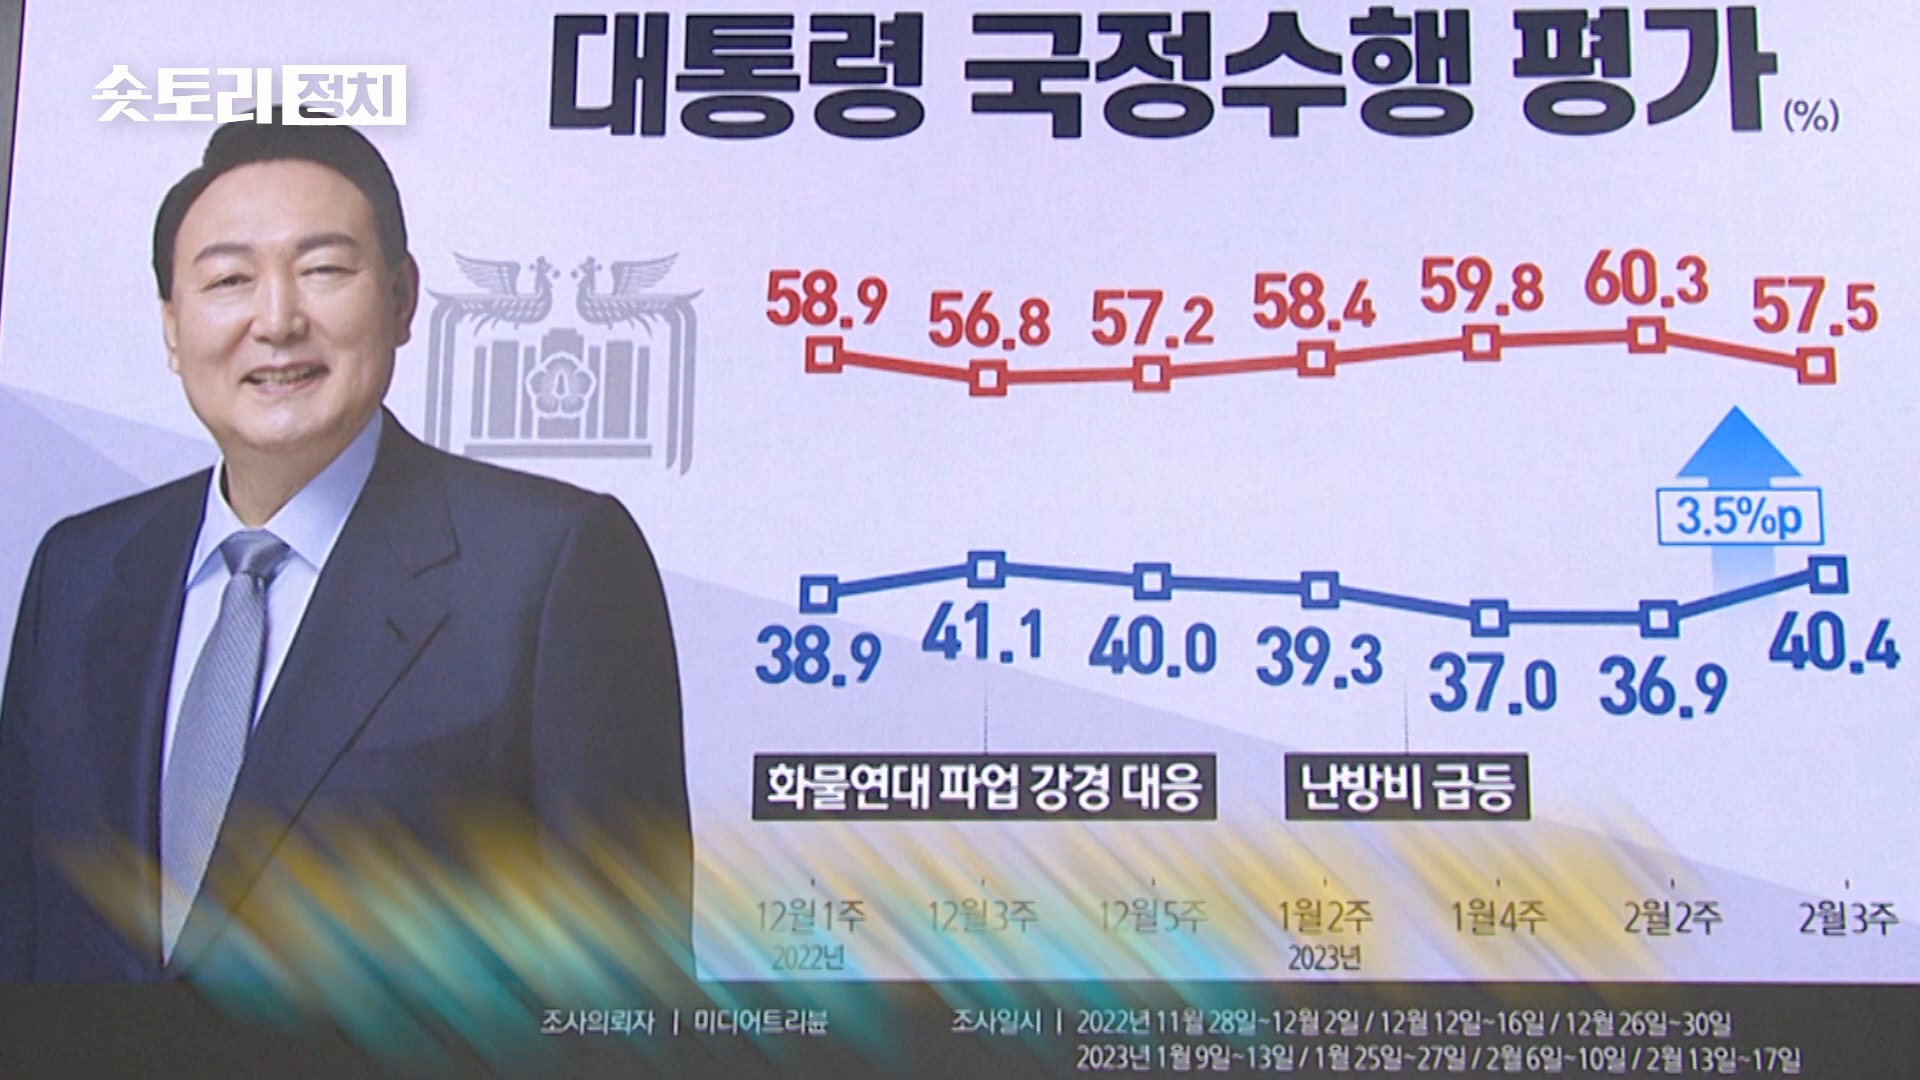 숏토리 정치
대통령 국정수행 평가 (%)
58.9 56.8 57.2 58.4 59.8 60.3 57.5
3.5%p
38.9 41.1 40.0 39.3 37.0 36.9 40.4
화물연대 파업 강경 대응 난방비 급등
12월 1주 12월 3주 12월 5주 1월 2주 1월 4주 2월 2주 2월 3주
2022년 2023년
조사의뢰자 | 미디어트리뷴 조사일시 | 2022년 11월 28일~12월 2일 / 12월 12일~16일 / 12월 26일~30일
2023년 1월 9일~13일 / 1월 25일~27일 / 2월 6일~10일 / 2월 13일~17일